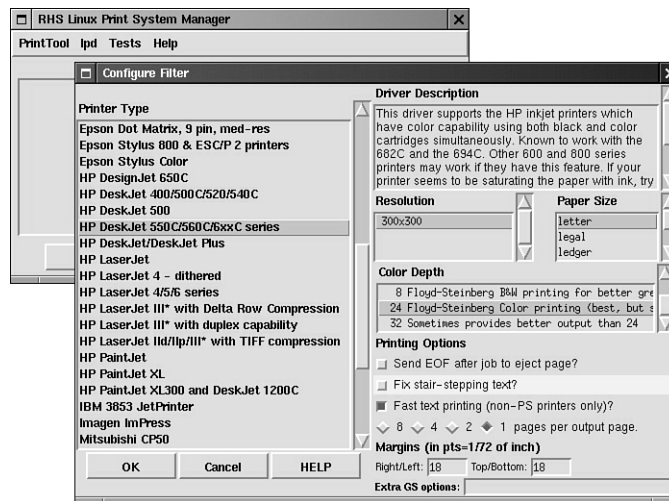 RHS Linux Print System Manager
PrintTool lpd Tests Help
Configure Filter
Printer Type
Epson Dot Matrix, 9 pin, med-res
Epson Stylus 800 & ESC/P 2 printers
Epson Stylus Color
HP DesignJet 650C
HP DeskJet 400/500C/520/540C
HP DeskJet 500
HP DeskJet 550C/560C/6xxC series
HP DeskJet/DeskJet Plus
HP LaserJet
HP LaserJet 4 - dithered
HP LaserJet 4/5/6 series
HP LaserJet III* with Delta Row Compression
HP LaserJet III* with duplex capability
HP LaserJet IId/IIp/III* with TIFF compression
HP PaintJet
HP PaintJet XL
HP PaintJet XL300 and DeskJet 1200C
IBM 3853 JetPrinter
Imagen ImPress
Mitsubishi CP50
OK Cancel HELP
Driver Description
This driver supports the HP inkjet printers which
have color capability using both black and color
cartridges simultaneously. Known to work with the
682C and the 694C. Other 600 and 800 series
printers may work if they have this feature. If your
printer seems to be saturating the paper with ink, try
Resolution
300x300
Paper Size
letter
legal
ledger
Color Depth
8 Floyd-Steinberg B&W printing for better gre
24 Floyd-Steinberg Color printing (best, but s
32 Sometimes provides better output than 24
Printing Options
Send EOF after job to eject page?
Fix stair-stepping text?
Fast text printing (non-PS printers only)?
8 4 2 1 pages per output page.
Margins (in pts=1/72 of inch)
Right/Left: 18 Top/Bottom: 18
Extra GS options: